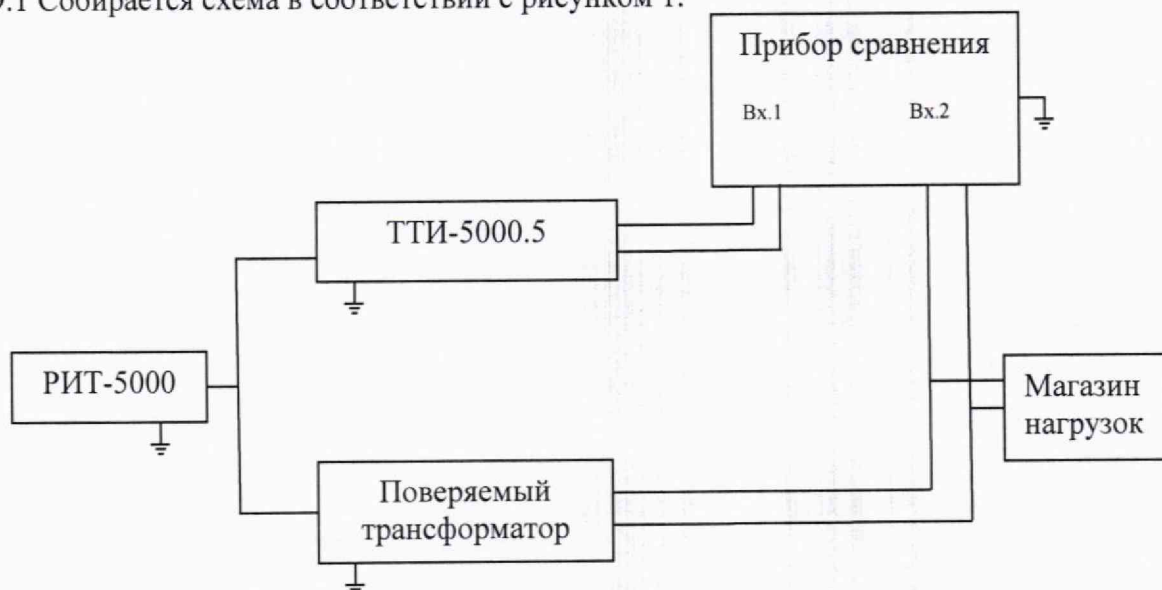 .1 Собирается схема в соответствии с рисунком 1.
Прибор сравнения
Вх.1 Вх.2
ТТИ-5000.5
РИТ-5000
Магазин
нагрузок
Поверяемый
трансформатор